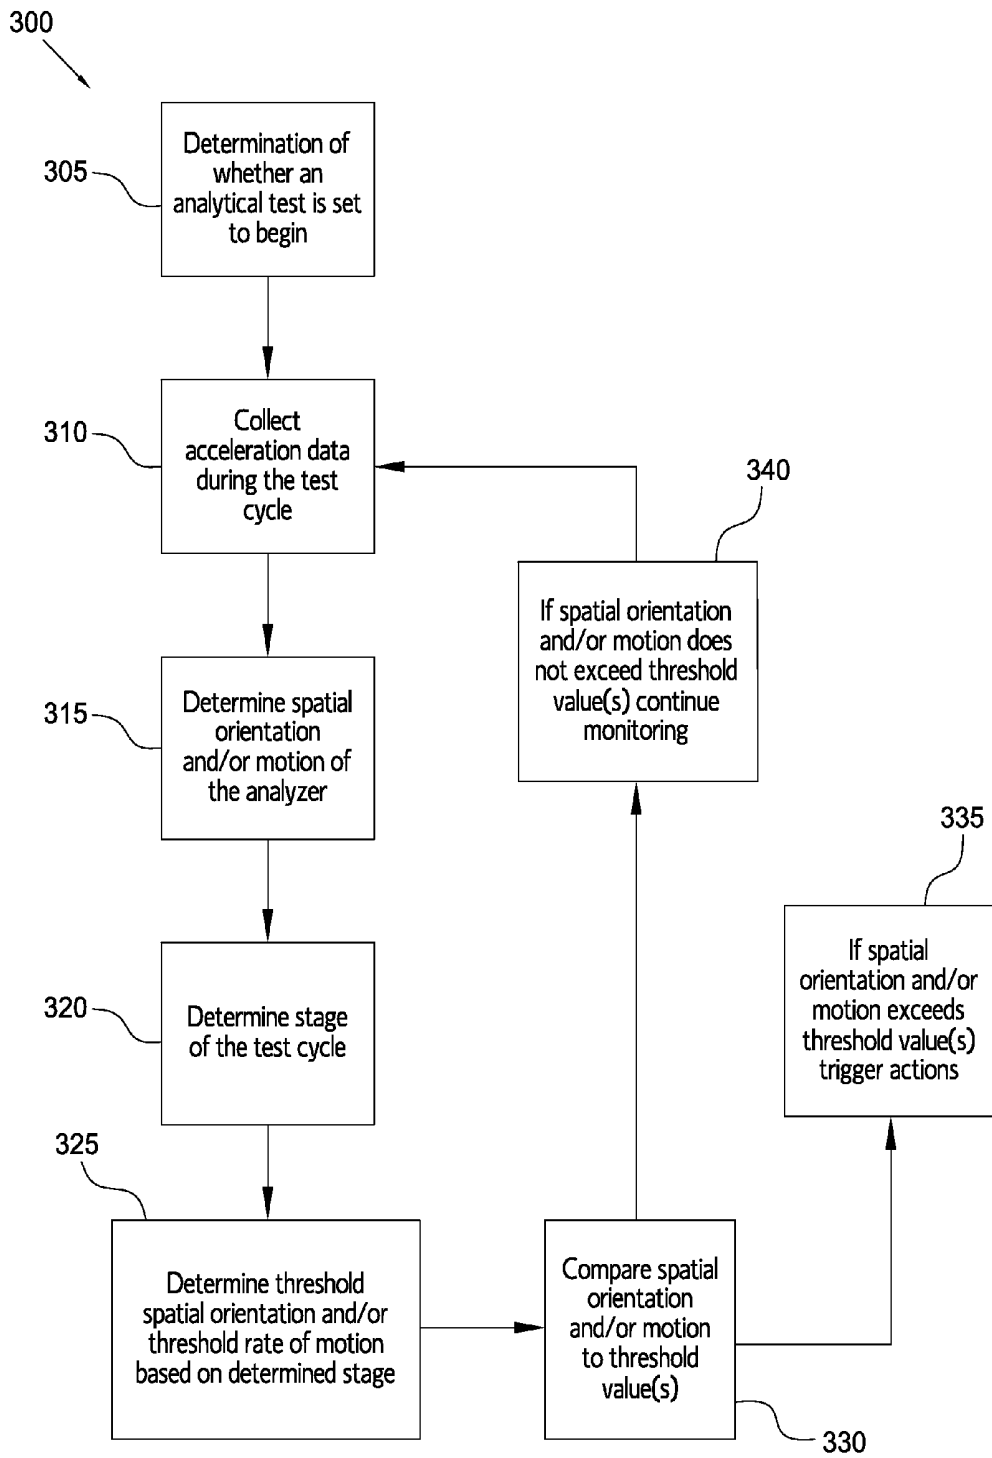 300
305
Determination of
whether an
analytical test is set
to begin
310
Collect
acceleration data
during the test
cycle
340
If spatial orientation
and/or motion does
not exceed threshold
value(s) continue
monitoring
315
Determine spatial
orientation
and/or motion of
the analyzer
335
If spatial
orientation and/or
motion exceeds
threshold value(s)
trigger actions
320
Determine stage
of the test cycle
325
Determine threshold
spatial orientation and/or
threshold rate of motion
based on determined stage
Compare spatial
orientation
and/or motion
to threshold
value(s)
330